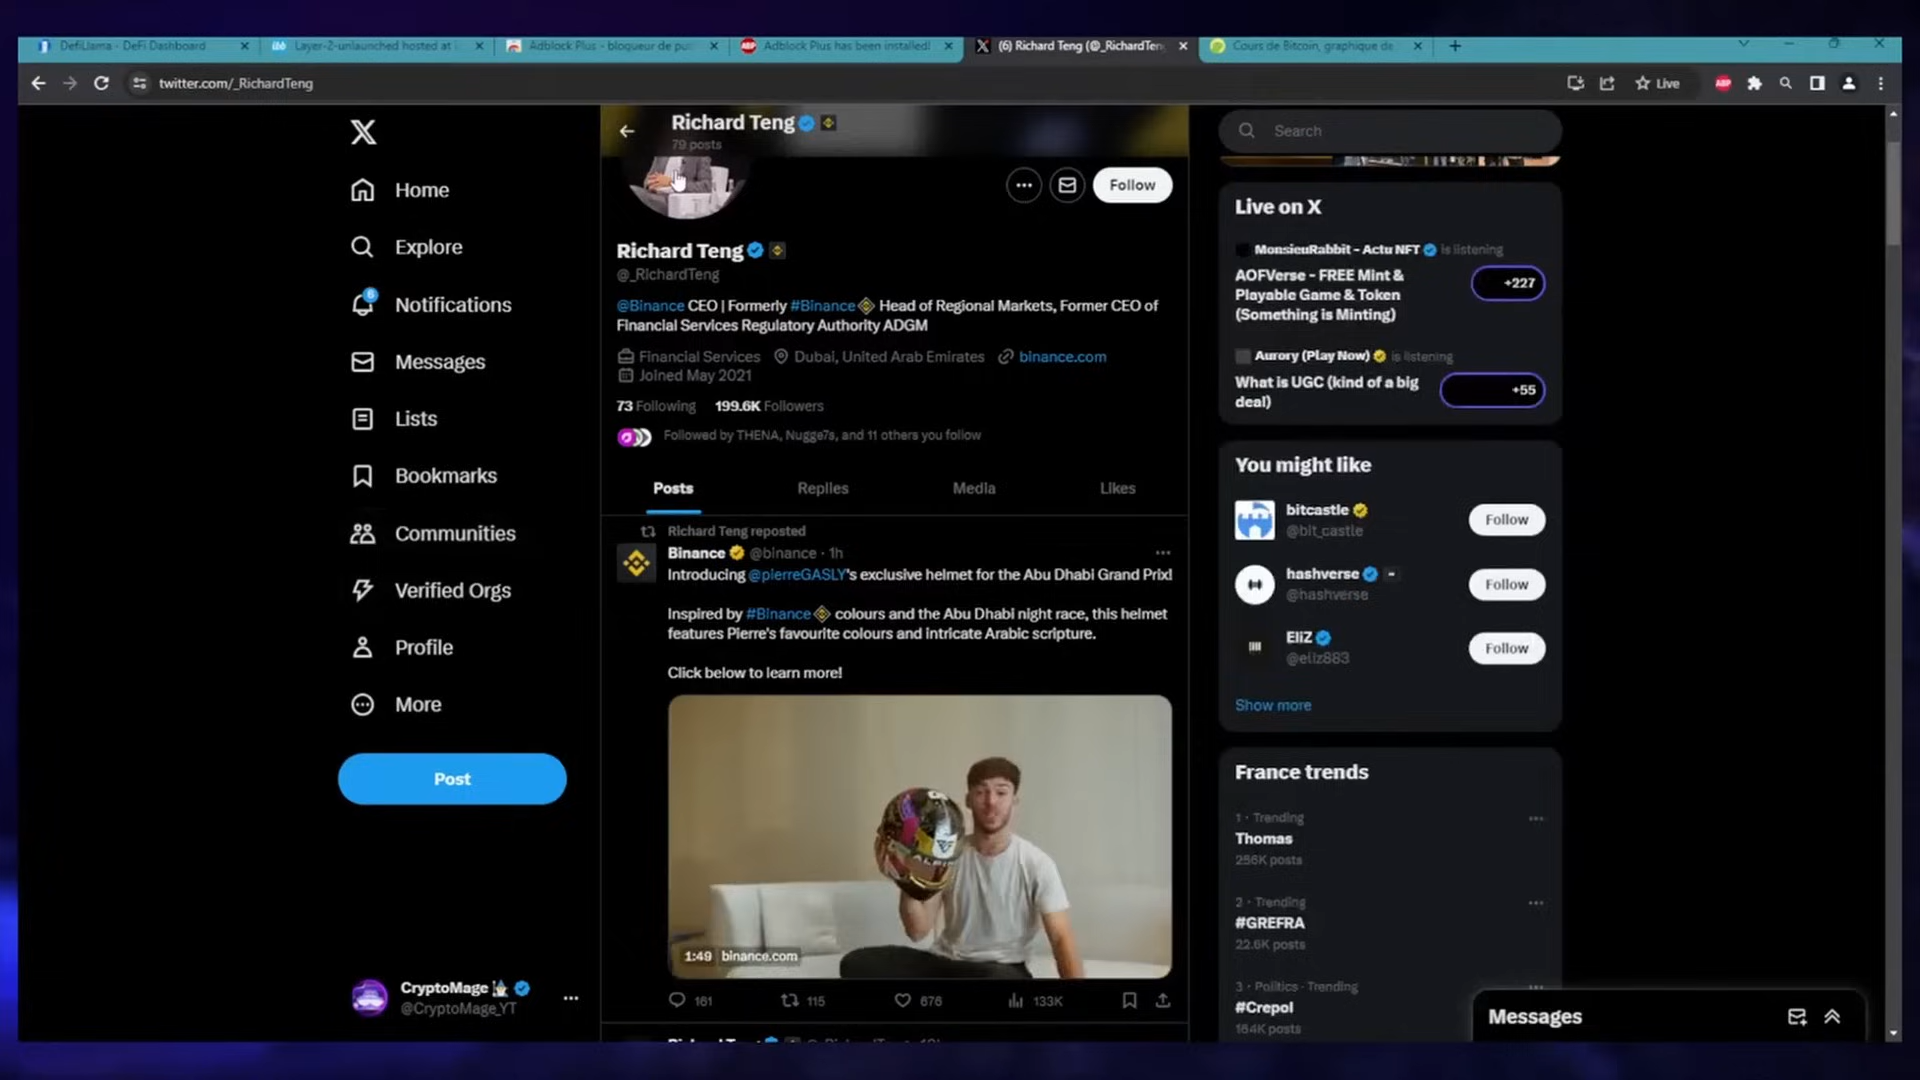 DefiLlama - DeFi Dashboard
Layer-2-unlaunched hosted at
Adblock Plus - bloqueur de pu
Adblock Plus has been installed!
(6) Richard Teng (@_RichardTen
Cours de Bitcoin, graphique de
twitter.com/_RichardTeng
Live
ABP
Richard Teng
79 posts
Search
Home
Explore
6
Notifications
Messages
Lists
Bookmarks
Communities
Verified Orgs
Profile
More
Post
CryptoMage
@CryptoMage_YT
Follow
Richard Teng
@_RichardTeng
@Binance CEO | Formerly #Binance Head of Regional Markets, Former CEO of
Financial Services Regulatory Authority ADGM
Financial Services Dubai, United Arab Emirates binance.com
Joined May 2021
73 Following 199.6K Followers
Followed by THENA, Nugge7s, and 11 others you follow
Posts Replies Media Likes
Richard Teng reposted
Binance @binance · 1h
Introducing @pierreGASLY's exclusive helmet for the Abu Dhabi Grand Prix!
Inspired by #Binance colours and the Abu Dhabi night race, this helmet
features Pierre's favourite colours and intricate Arabic scripture.
Click below to learn more!
1:49 binance.com
161 115 676 133K
Live on X
MonsieuRabbit - Actu NFT is listening
AOFVerse - FREE Mint &
Playable Game & Token
(Something is Minting)
+227
Aurory (Play Now) is listening
What is UGC (kind of a big
deal)
+55
You might like
bitcastle
@bit_castle
Follow
hashverse
@hashverse
Follow
EliZ
@eliz883
Follow
Show more
France trends
1 · Trending
Thomas
256K posts
2 · Trending
#GREFRA
22.6K posts
3 · Politics · Trending
#Crepol
164K posts
Messages